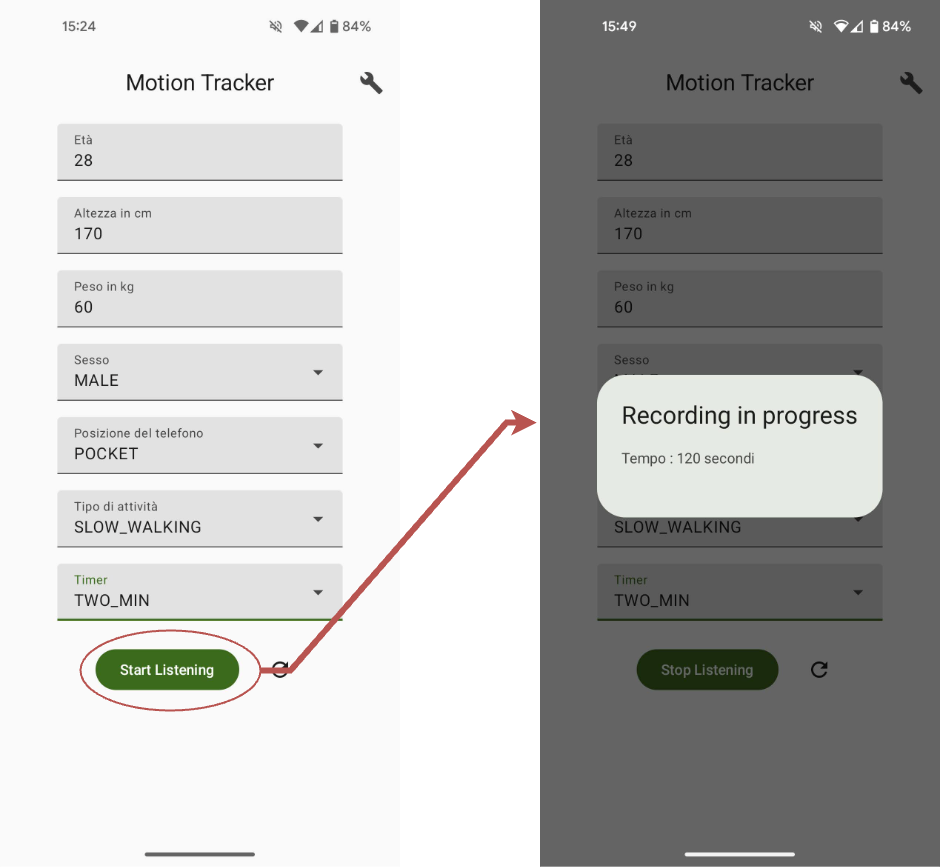 15:24
84%
Motion Tracker
Età
28
Altezza in cm
170
Peso in kg
60
Sesso
MALE
Posizione del telefono
POCKET
Tipo di attività
SLOW_WALKING
Timer
TWO_MIN
Start Listening
15:49
84%
Motion Tracker
Età
28
Altezza in cm
170
Peso in kg
60
Sesso
Recording in progress
Tempo : 120 secondi
SLOW_WALKING
Timer
TWO_MIN
Stop Listening